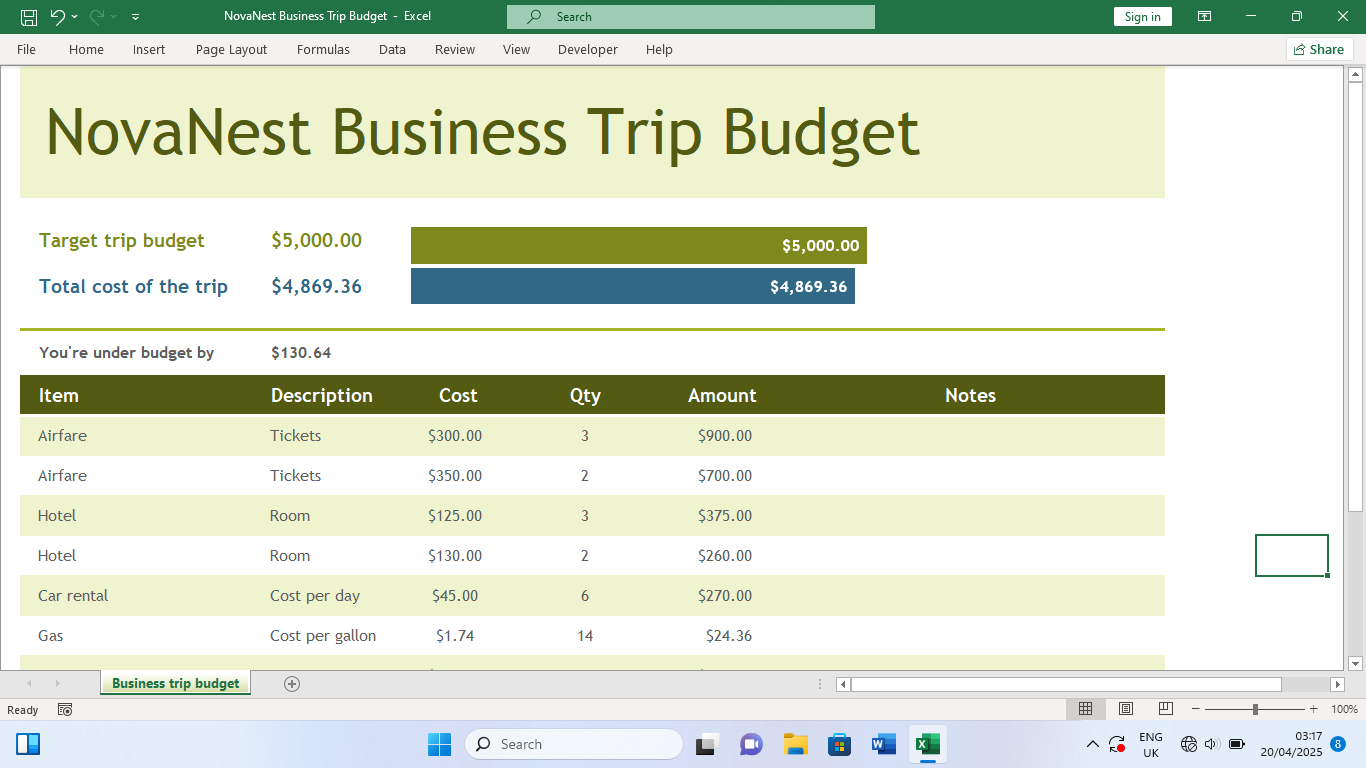 NovaNest Business Trip Budget - Excel
Search
Sign in
File Home Insert Page Layout Formulas Data Review View Developer Help
Share
NovaNest Business Trip Budget
Target trip budget $5,000.00 $5,000.00
Total cost of the trip $4,869.36 $4,869.36
You're under budget by $130.64
Item Description Cost Qty Amount Notes
Airfare Tickets $300.00 3 $900.00
Airfare Tickets $350.00 2 $700.00
Hotel Room $125.00 3 $375.00
Hotel Room $130.00 2 $260.00
Car rental Cost per day $45.00 6 $270.00
Gas Cost per gallon $1.74 14 $24.36
Business trip budget
Ready 100%
Search
ENG 03:17
UK 20/04/2025 8